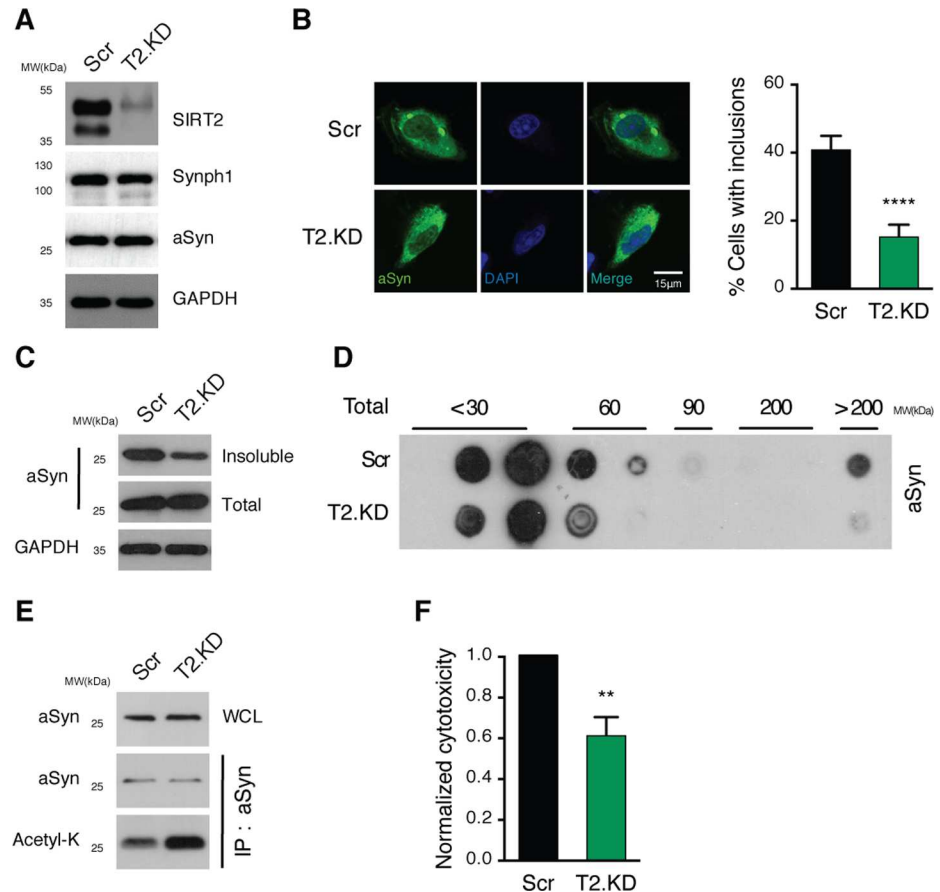 A
Scr T2.KD
MW(kDa)
55
35
SIRT2
130
100
Synph1
25
aSyn
35
GAPDH
B
Scr
T2.KD
aSyn
DAPI
Merge
15µm
% Cells with inclusions
60
40
20
0
****
Scr T2.KD
C
Scr T2.KD
MW(kDa)
aSyn
25
Insoluble
25
Total
GAPDH 35
D
Total <30 60 90 200 >200 MW(kDa)
Scr
T2.KD
aSyn
E
Scr T2.KD
MW(kDa)
aSyn 25 WCL
aSyn 25
Acetyl-K 25
IP : aSyn
F
Normalized cytotoxicity
1.0
0.8
0.6
0.4
0.2
0.0
**
Scr T2.KD